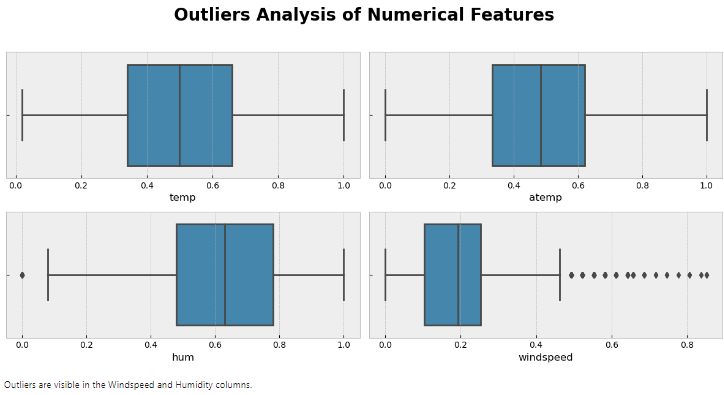 Outliers Analysis of Numerical Features
0.0 0.2 0.4 0.6 0.8 1.0
temp
0.0 0.2 0.4 0.6 0.8 1.0
atemp
0.0 0.2 0.4 0.6 0.8 1.0
hum
0.0 0.2 0.4 0.6 0.8
windspeed
Outliers are visible in the Windspeed and Humidity columns.